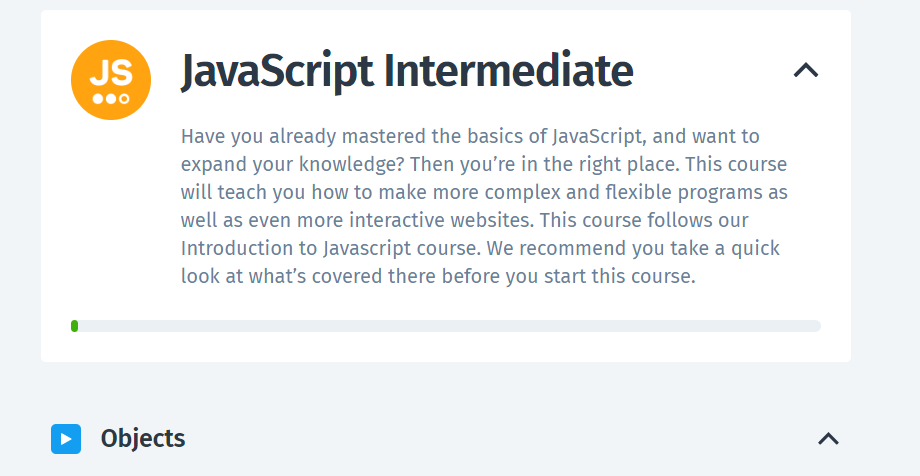 JS
JavaScript Intermediate
Have you already mastered the basics of JavaScript, and want to
expand your knowledge? Then you’re in the right place. This course
will teach you how to make more complex and flexible programs as
well as even more interactive websites. This course follows our
Introduction to Javascript course. We recommend you take a quick
look at what’s covered there before you start this course.
Objects